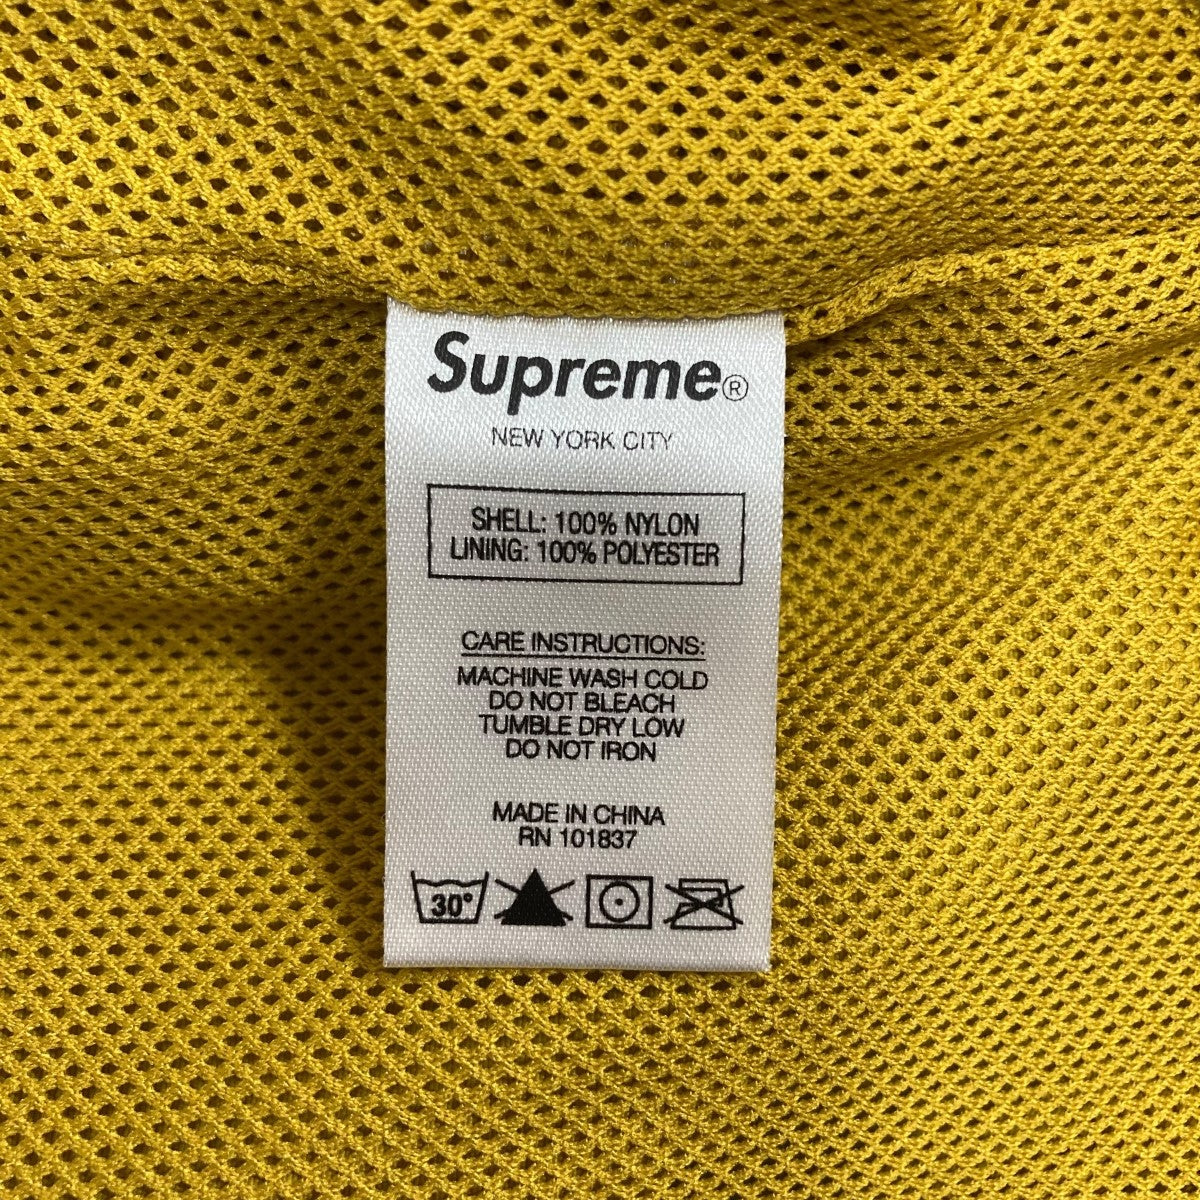 Supreme®
NEW YORK CITY
SHELL: 100% NYLON
LINING: 100% POLYESTER
CARE INSTRUCTIONS:
MACHINE WASH COLD
DO NOT BLEACH
TUMBLE DRY LOW
DO NOT IRON
MADE IN CHINA
RN 101837
30°